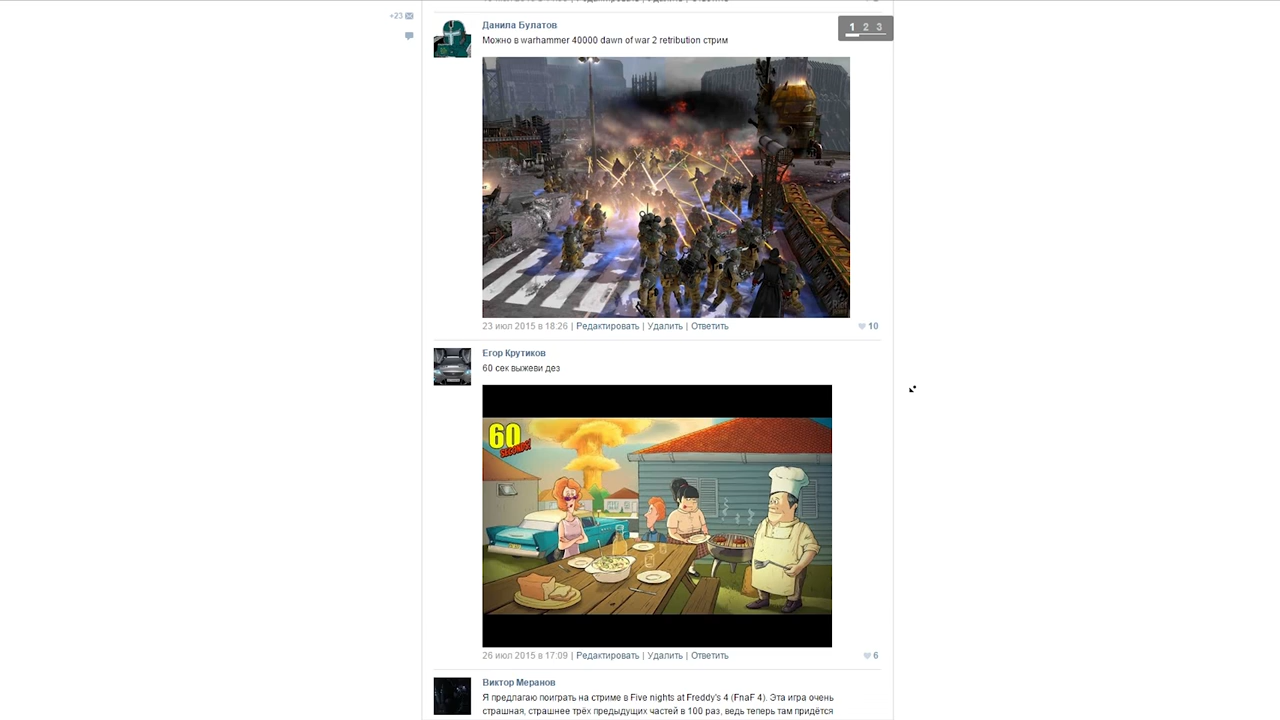 +23
Данила Булатов
1 2 3
Можно в warhammer 40000 dawn of war 2 retribution стрим
23 июл 2015 в 18:26 | Редактировать | Удалить | Ответить
10
Егор Крутиков
60 сек выжеви дез
60
SECONDS!
26 июл 2015 в 17:09 | Редактировать | Удалить | Ответить
6
Виктор Меранов
Я предлагаю поиграть на стриме в Five nights at Freddy's 4 (FnaF 4). Эта игра очень
страшная, страшнее трёх предыдущих частей в 100 раз, ведь теперь там придётся